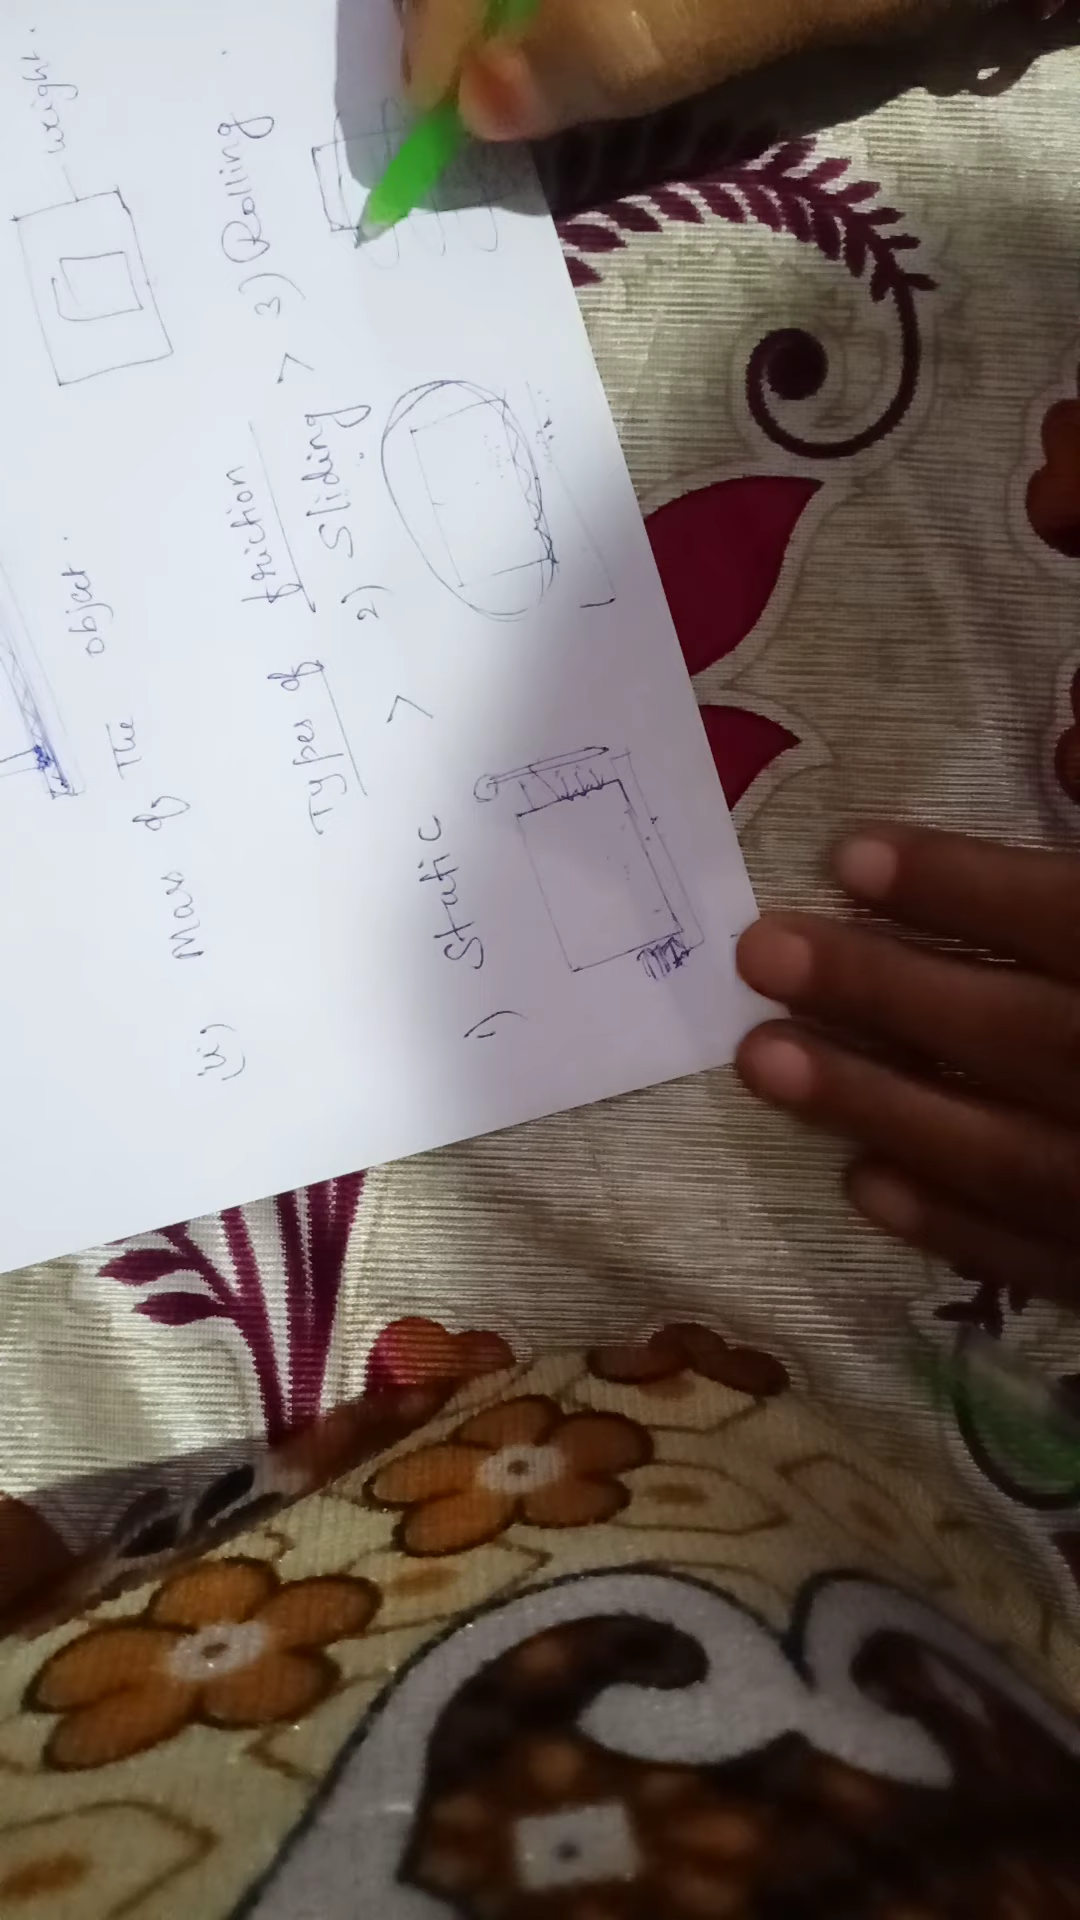 weight.
(ii) Mass of The object.
Types of friction
1) Static > 2) Sliding > 3) Rolling